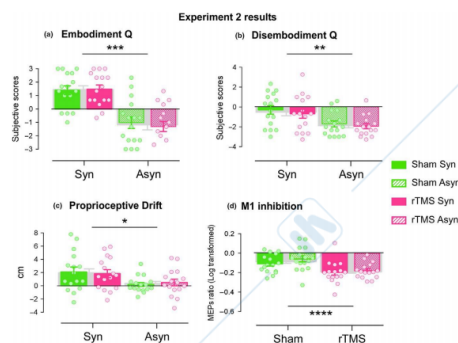 Experiment 2 results
(a) Embodiment Q
***
Subjective scores
3
2
1
0
-1
-2
-3
Syn
Asyn
(b) Disembodiment Q
**
Subjective scores
4
2
0
-2
-4
Syn
Asyn
Sham Syn
Sham Asyn
rTMS Syn
rTMS Asyn
(c) Proprioceptive Drift
*
cm
8
6
4
2
0
-2
-4
Syn
Asyn
(d) M1 inhibition
MEPs ratio (Log transformed)
0.2
0.0
-0.2
-0.4
-0.6
****
Sham
rTMS